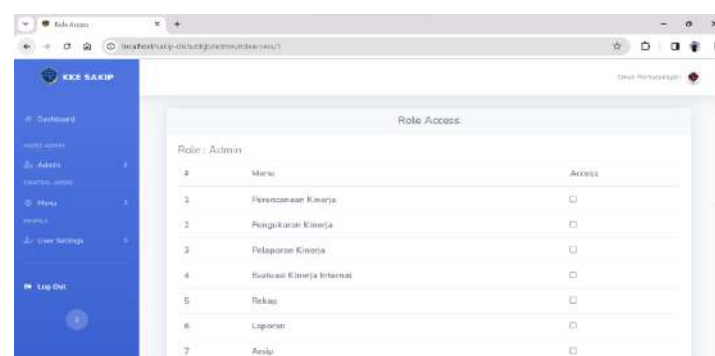 Role Access
localhost/sakip-dishubkjb/admin/roleaccess/1
KKE SAKIP
Dashboard
Admin
Menu
PROFILE
User Settings
Log Out
Role Access
Role : Admin
# Menu Access
1 Perencanaan Kinerja
2 Pengukuran Kinerja
3 Pelaporan Kinerja
4 Evaluasi Kinerja Internal
5 Rekap
6 Laporan
7 Arsip